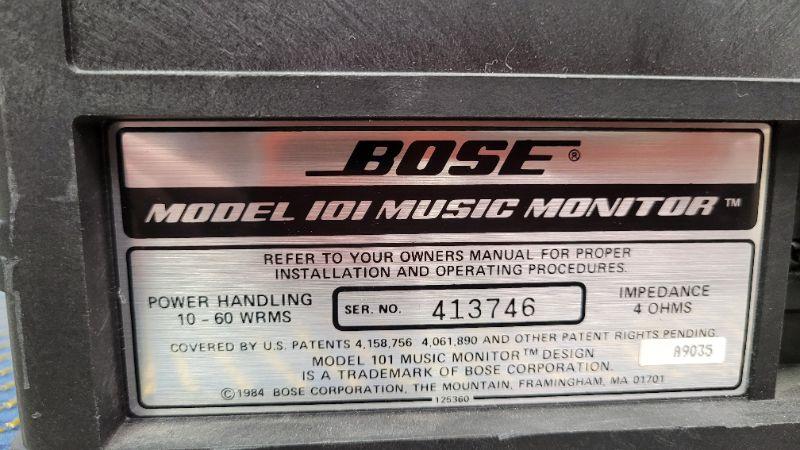 BOSE®
MODEL 101 MUSIC MONITOR™
REFER TO YOUR OWNERS MANUAL FOR PROPER
INSTALLATION AND OPERATING PROCEDURES.
POWER HANDLING
10 - 60 WRMS
SER. NO. 413746
IMPEDANCE
4 OHMS
COVERED BY U.S. PATENTS 4,158,756 4,061,890 AND OTHER PATENT RIGHTS PENDING.
MODEL 101 MUSIC MONITOR™ DESIGN
IS A TRADEMARK OF BOSE CORPORATION.
A9035
©1984 BOSE CORPORATION, THE MOUNTAIN, FRAMINGHAM, MA 01701
125360